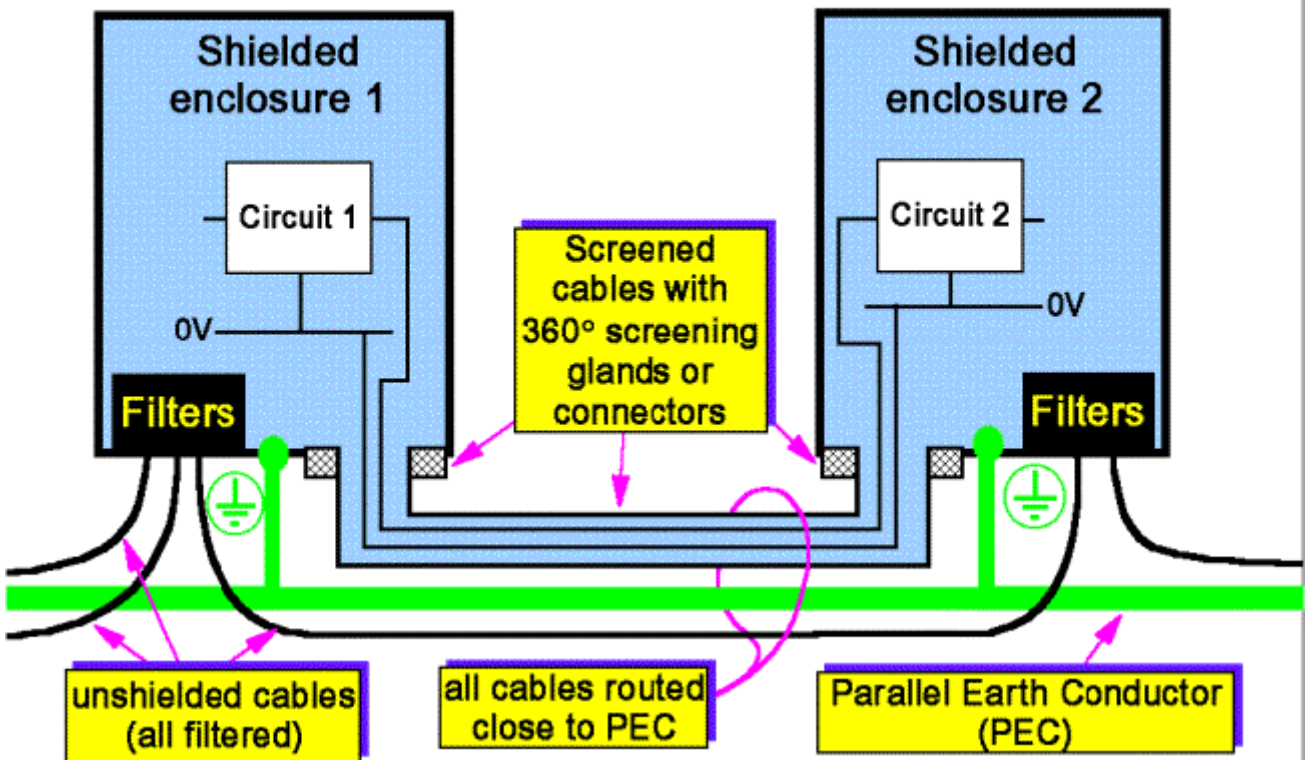 Shielded
enclosure 1
Shielded
enclosure 2
Circuit 1
Circuit 2
Screened
cables with
360° screening
glands or
connectors
0V
0V
Filters
Filters
unshielded cables
(all filtered)
all cables routed
close to PEC
Parallel Earth Conductor
(PEC)